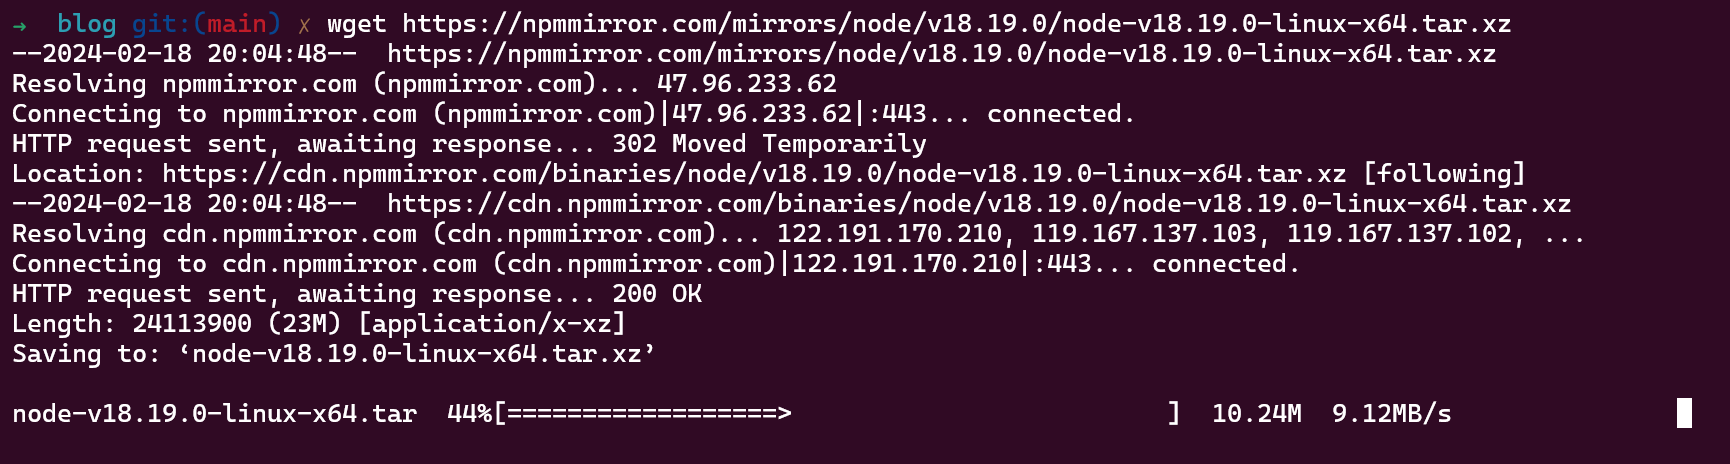 ➜  blog git:(main) ✗ wget https://npmmirror.com/mirrors/node/v18.19.0/node-v18.19.0-linux-x64.tar.xz
--2024-02-18 20:04:48--  https://npmmirror.com/mirrors/node/v18.19.0/node-v18.19.0-linux-x64.tar.xz
Resolving npmmirror.com (npmmirror.com)... 47.96.233.62
Connecting to npmmirror.com (npmmirror.com)|47.96.233.62|:443... connected.
HTTP request sent, awaiting response... 302 Moved Temporarily
Location: https://cdn.npmmirror.com/binaries/node/v18.19.0/node-v18.19.0-linux-x64.tar.xz [following]
--2024-02-18 20:04:48--  https://cdn.npmmirror.com/binaries/node/v18.19.0/node-v18.19.0-linux-x64.tar.xz
Resolving cdn.npmmirror.com (cdn.npmmirror.com)... 122.191.170.210, 119.167.137.103, 119.167.137.102, ...
Connecting to cdn.npmmirror.com (cdn.npmmirror.com)|122.191.170.210|:443... connected.
HTTP request sent, awaiting response... 200 OK
Length: 24113900 (23M) [application/x-xz]
Saving to: ‘node-v18.19.0-linux-x64.tar.xz’
node-v18.19.0-linux-x64.tar  44%[==================>                         ]  10.24M  9.12MB/s